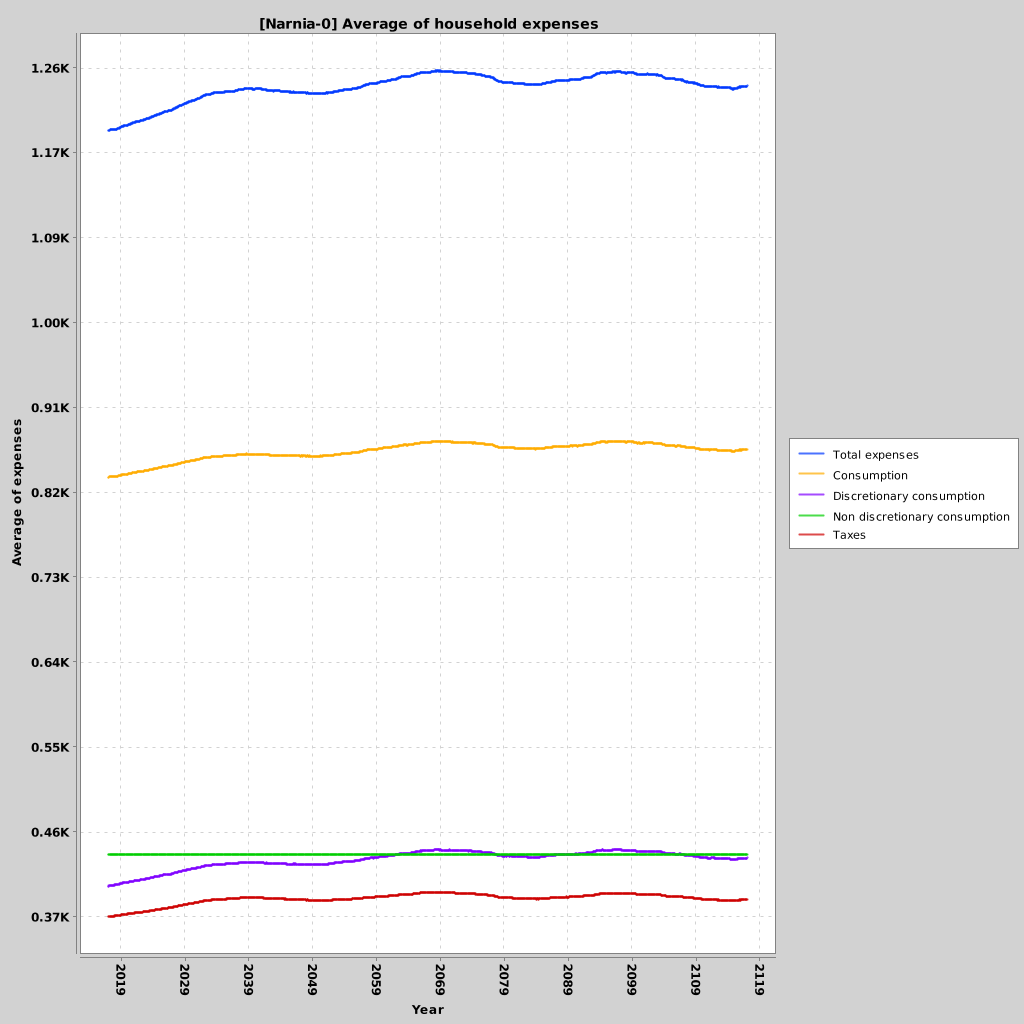 [Narnia-0] Average of household expenses
1.26K
1.17K
1.09K
1.00K
0.91K
0.82K
0.73K
0.64K
0.55K
0.46K
0.37K
Average of expenses
2019
2029
2039
2049
2059
2069
2079
2089
2099
2109
2119
Year
Total expenses
Consumption
Discretionary consumption
Non discretionary consumption
Taxes